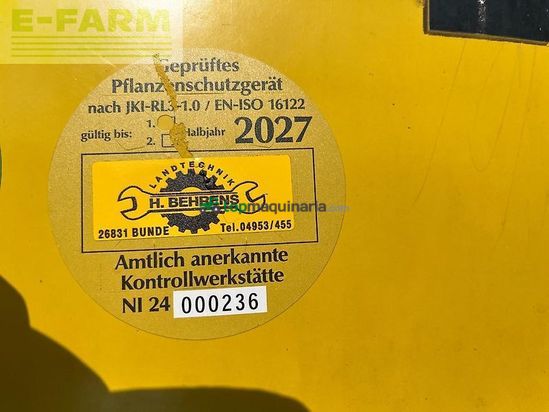 E-FARM
Geprüftes
Pflanzenschutzgerät
nach JKI-RL3-1.0 / EN-ISO 16122
gültig bis: 1. 2. Halbjahr 2027
LANDTECHNIK
H. BEHRENS
topmaquinaria.com
26831 BUNDE Tel.04953/455
Amtlich anerkannte
Kontrollwerkstätte
NI 24 000236